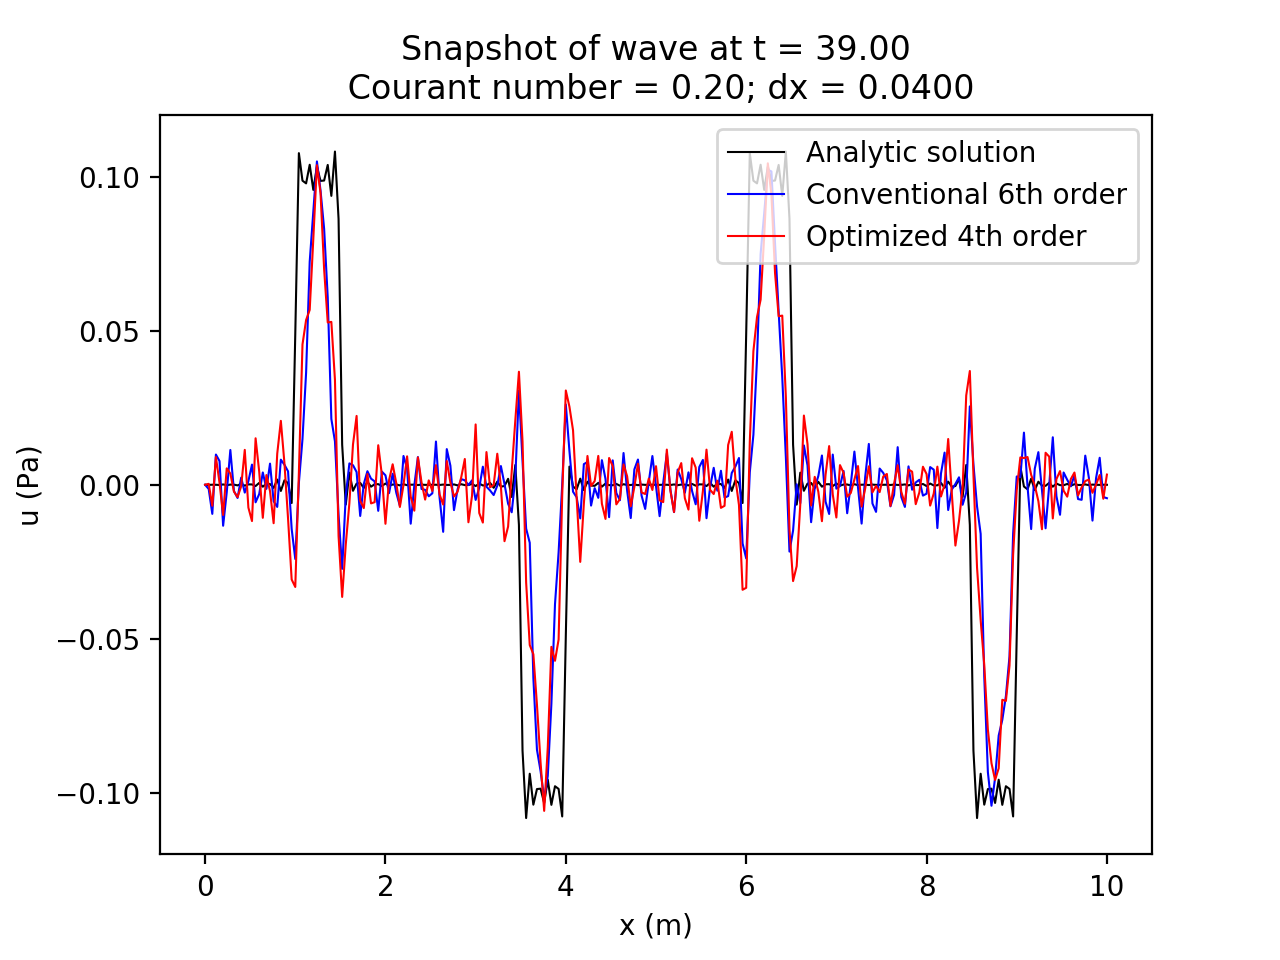 Snapshot of wave at t = 39.00
Courant number = 0.20; dx = 0.0400
Analytic solution
Conventional 6th order
Optimized 4th order
0.10
0.05
0.00
−0.05
−0.10
u (Pa)
0 2 4 6 8 10
x (m)